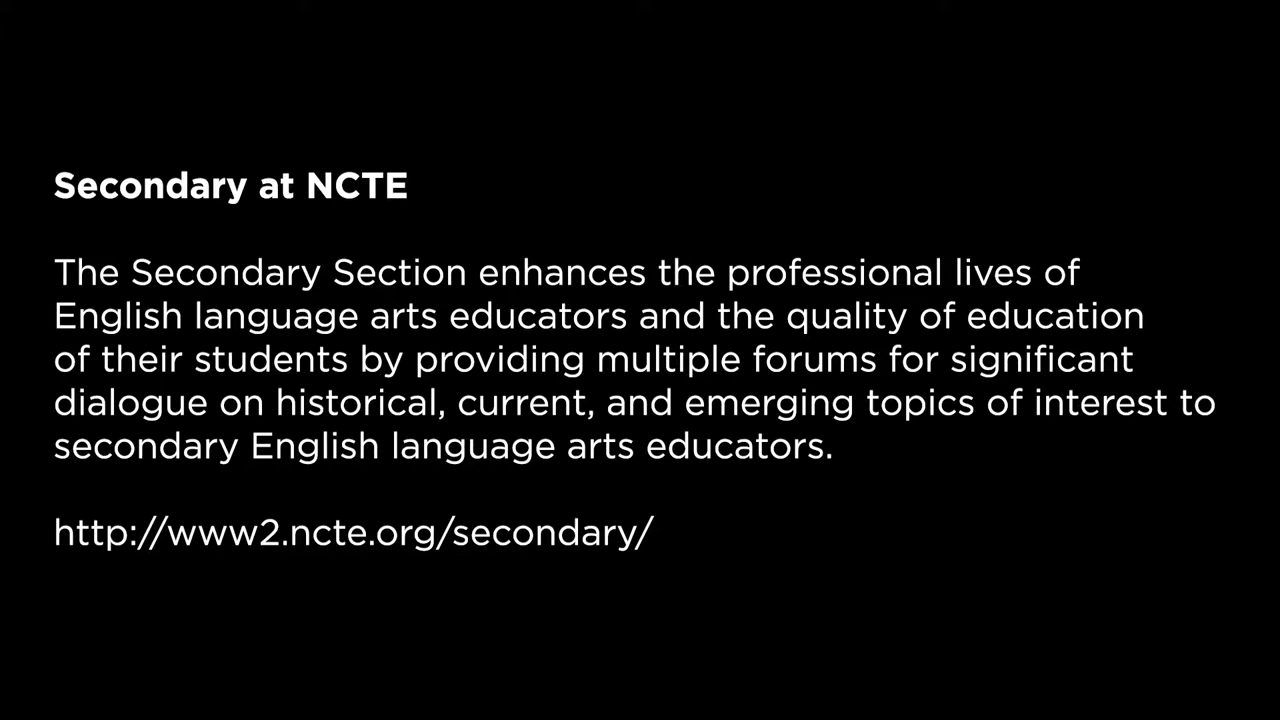 Secondary at NCTE
The Secondary Section enhances the professional lives of
English language arts educators and the quality of education
of their students by providing multiple forums for significant
dialogue on historical, current, and emerging topics of interest to
secondary English language arts educators.
http://www2.ncte.org/secondary/